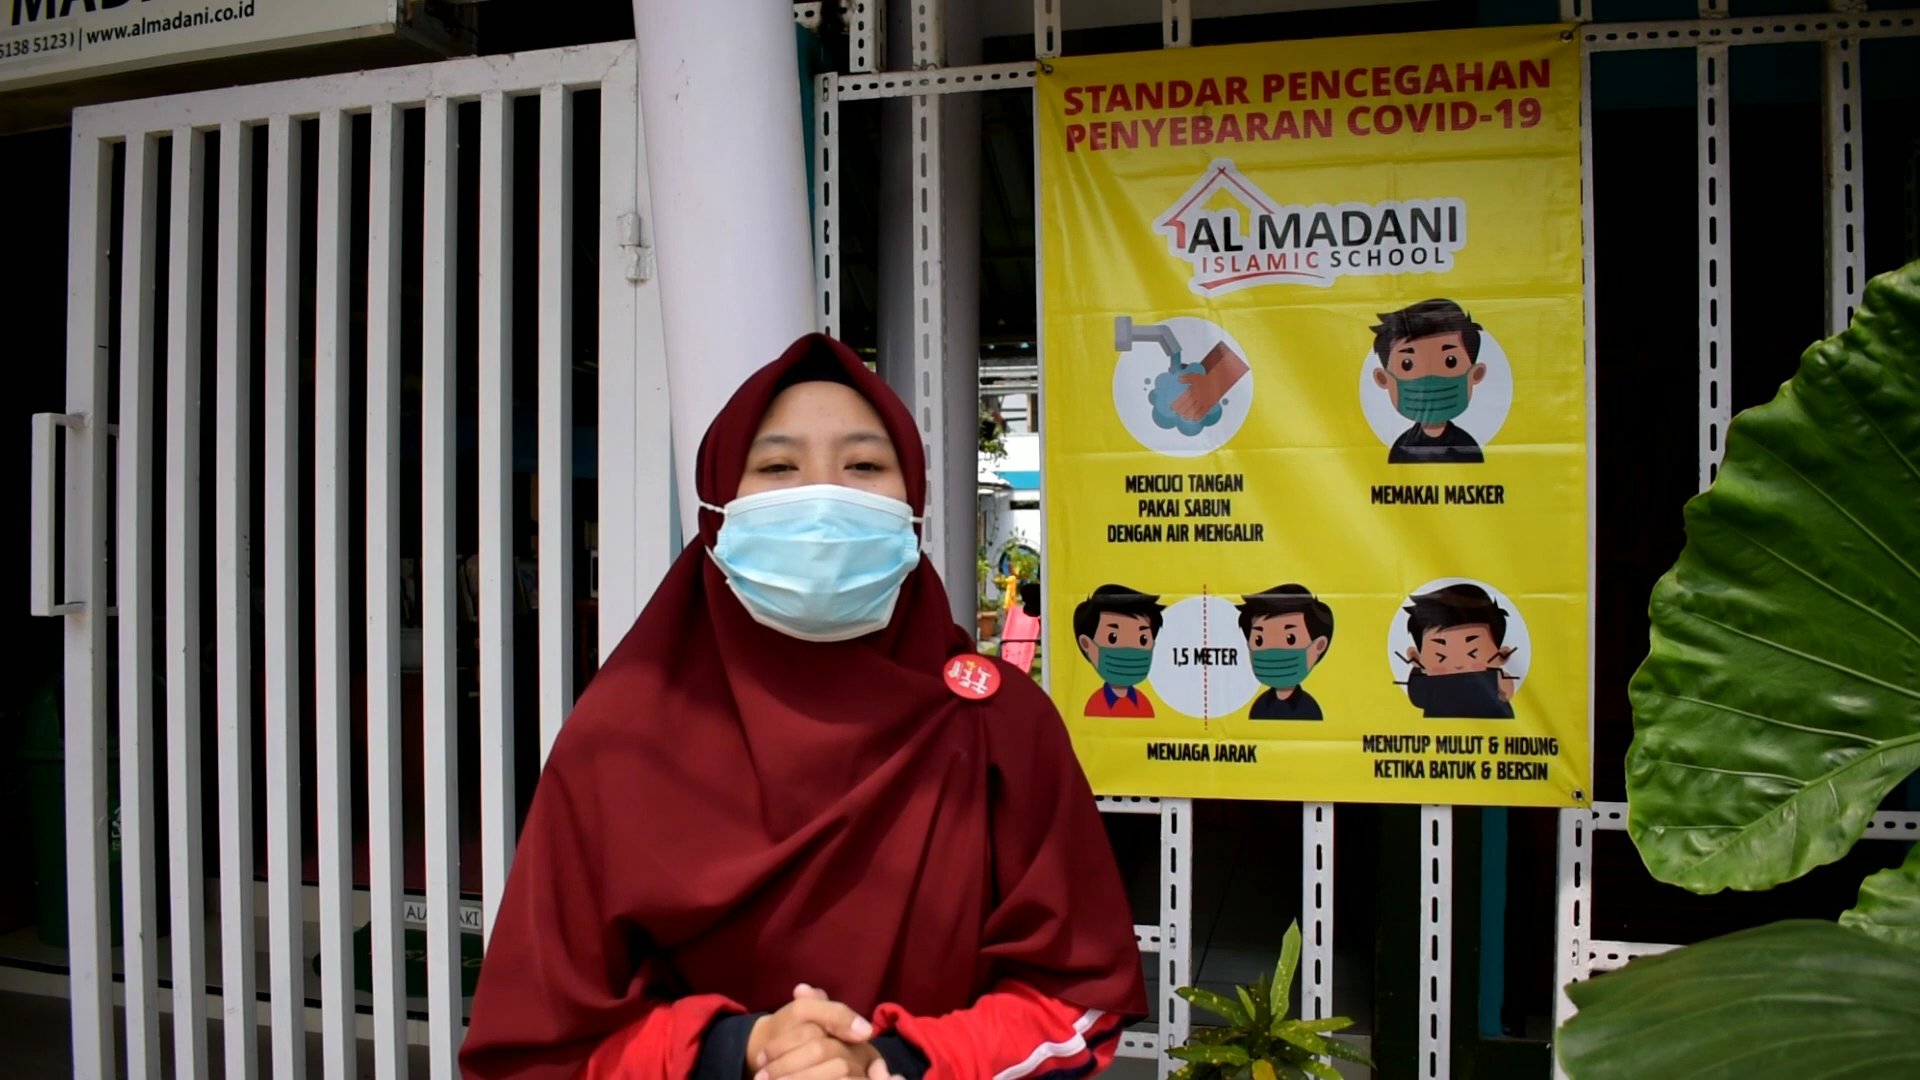 5138 5123) | www.almadani.co.id
STANDAR PENCEGAHAN
PENYEBARAN COVID-19
AL MADANI
ISLAMIC SCHOOL
MENCUCI TANGAN
PAKAI SABUN
DENGAN AIR MENGALIR
MEMAKAI MASKER
1,5 METER
MENJAGA JARAK
MENUTUP MULUT & HIDUNG
KETIKA BATUK & BERSIN